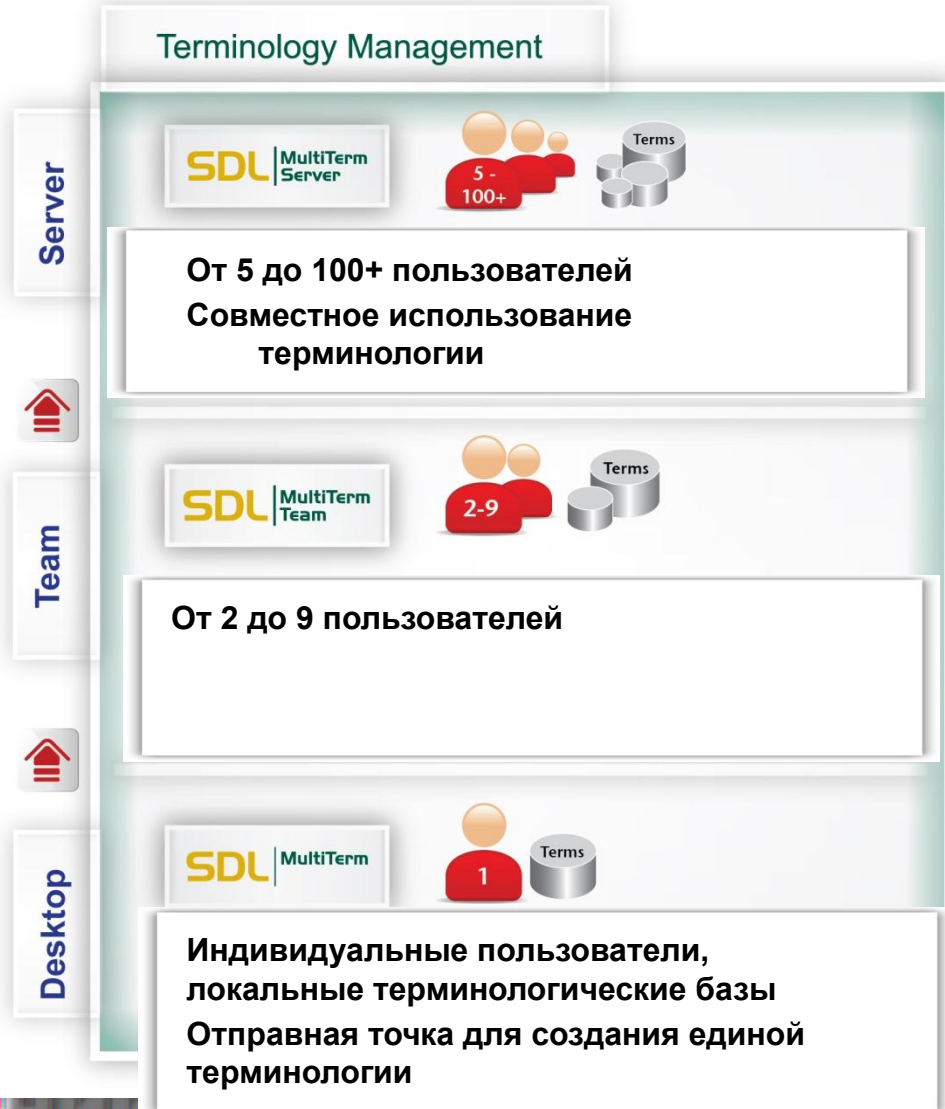 Terminology Management
Server
SDL MultiTerm
Server
5 -
100+
Terms
От 5 до 100+ пользователей
Совместное использование
терминологии
Team
SDL MultiTerm
Team
2-9
Terms
От 2 до 9 пользователей
Desktop
SDL MultiTerm
1
Terms
Индивидуальные пользователи,
локальные терминологические базы
Отправная точка для создания единой
терминологии